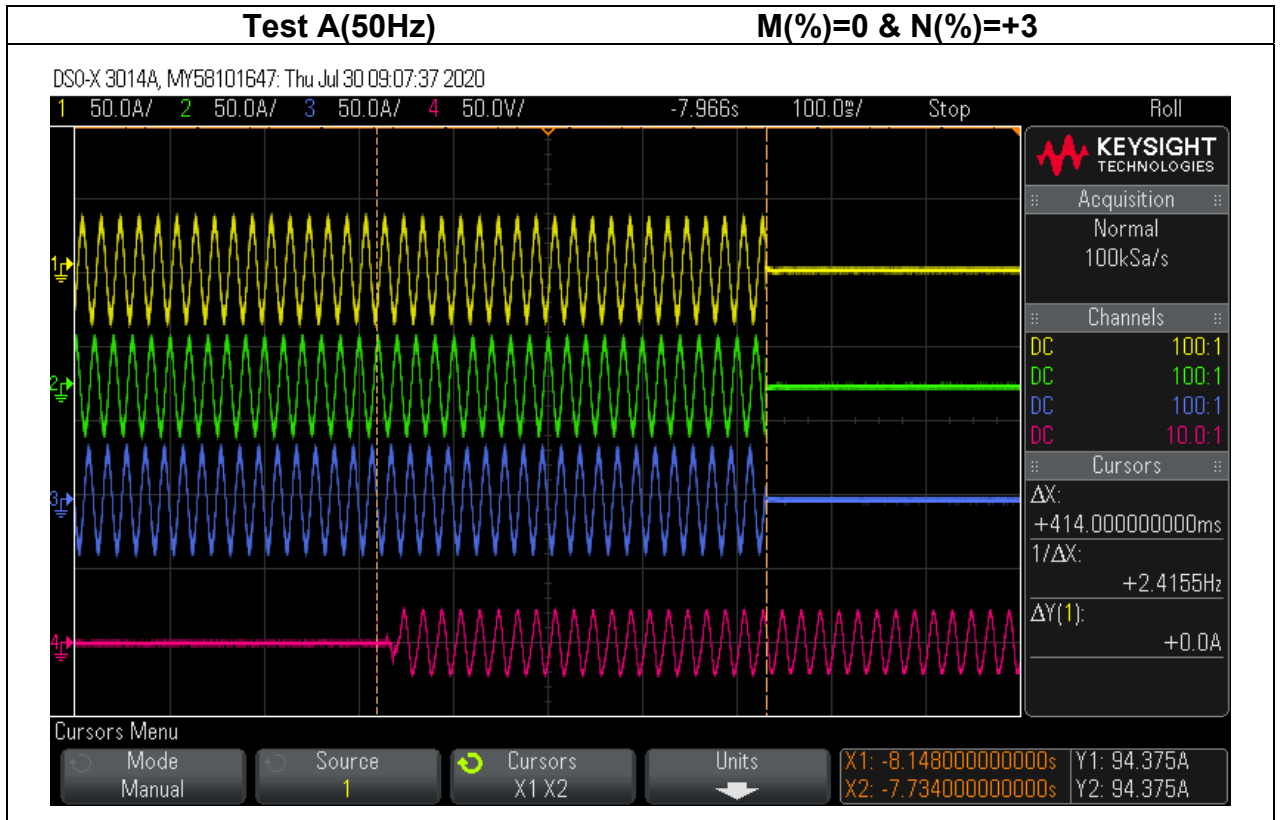 Test A(50Hz) M(%)=0 & N(%)=+3
DSO-X 3014A, MY58101647: Thu Jul 30 09:07:37 2020
1 50.0A/ 2 50.0A/ 3 50.0A/ 4 50.0V/ -7.966s 100.0ms/ Stop Roll
KEYSIGHT
TECHNOLOGIES
Acquisition
Normal
100kSa/s
Channels
DC 100:1
DC 100:1
DC 100:1
DC 10.0:1
Cursors
ΔX:
+414.000000000ms
1/ΔX:
+2.4155Hz
ΔY(1):
+0.0A
1
2
3
4
Cursors Menu
Mode
Manual
Source
1
Cursors
X1 X2
Units
X1: -8.148000000000s Y1: 94.375A
X2: -7.734000000000s Y2: 94.375A